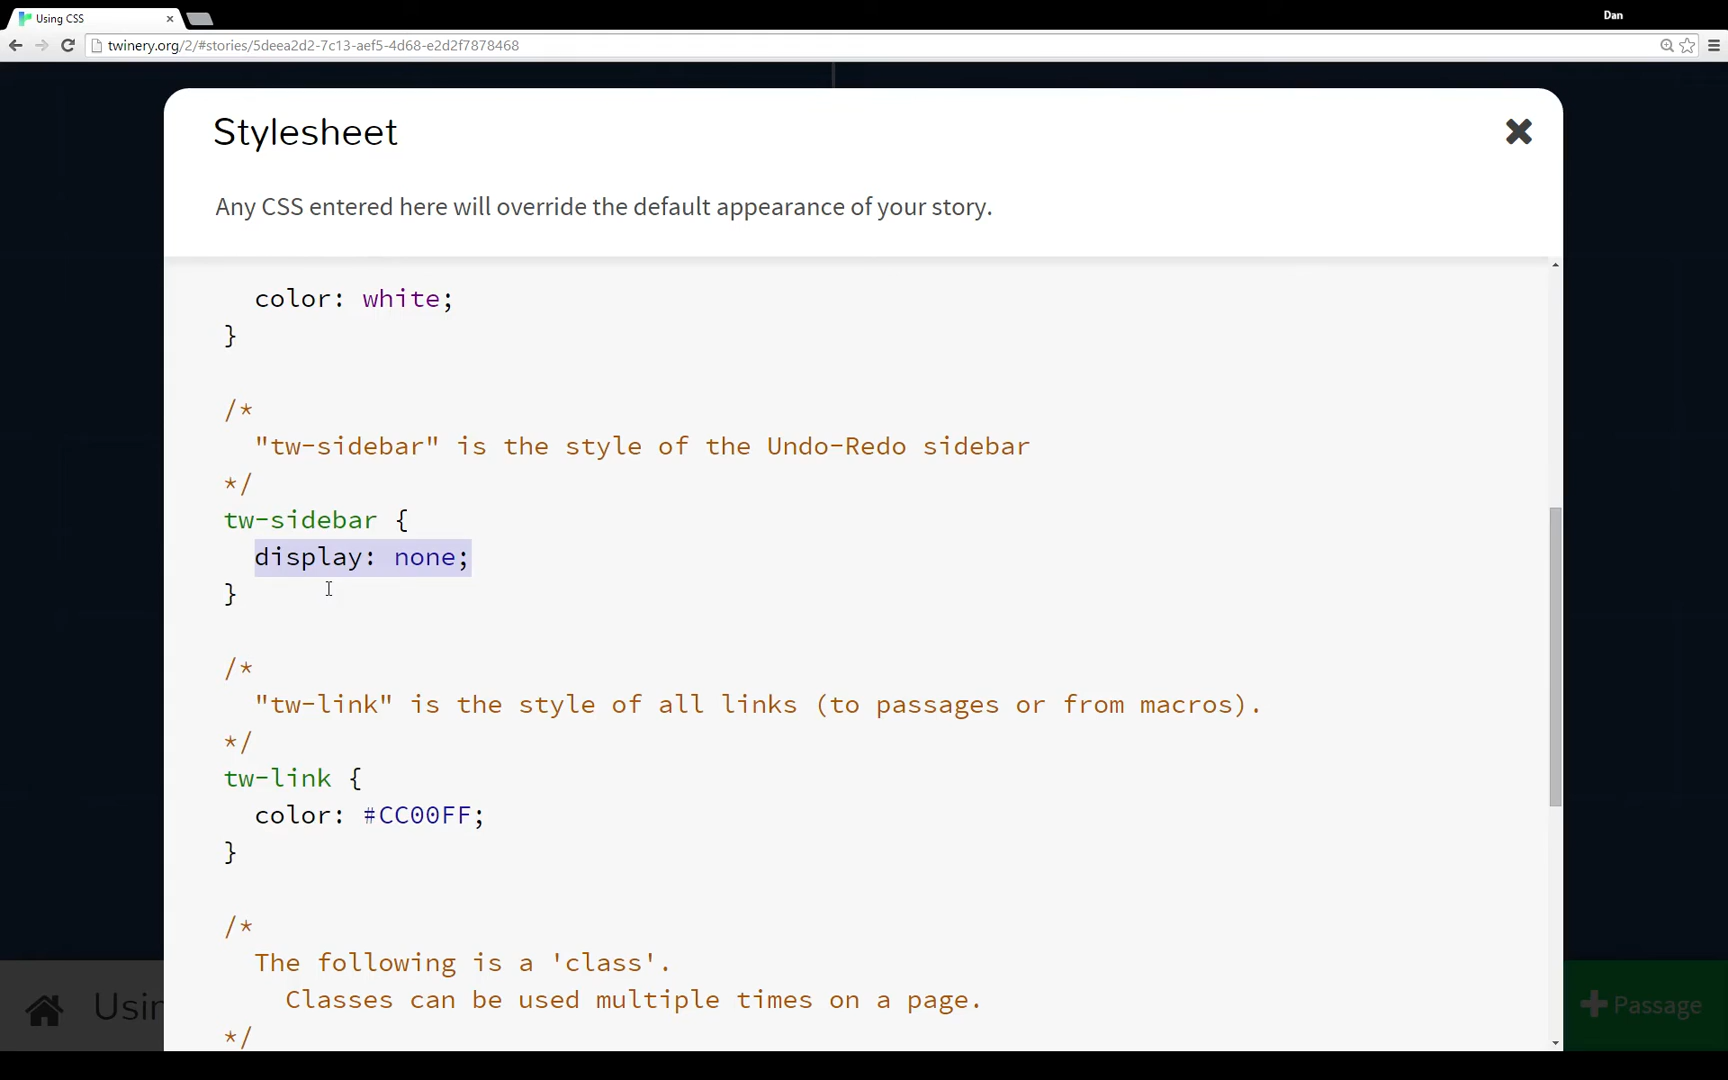 Using CSS
Dan
twinery.org/2/#stories/5deea2d2-7c13-aef5-4d68-e2d2f7878468
Stylesheet
Any CSS entered here will override the default appearance of your story.
color: white;
}
/*
"tw-sidebar" is the style of the Undo-Redo sidebar
*/
tw-sidebar {
display: none;
}
/*
"tw-link" is the style of all links (to passages or from macros).
*/
tw-link {
color: #CC00FF;
}
/*
The following is a 'class'.
Classes can be used multiple times on a page.
*/
Usin
Passage